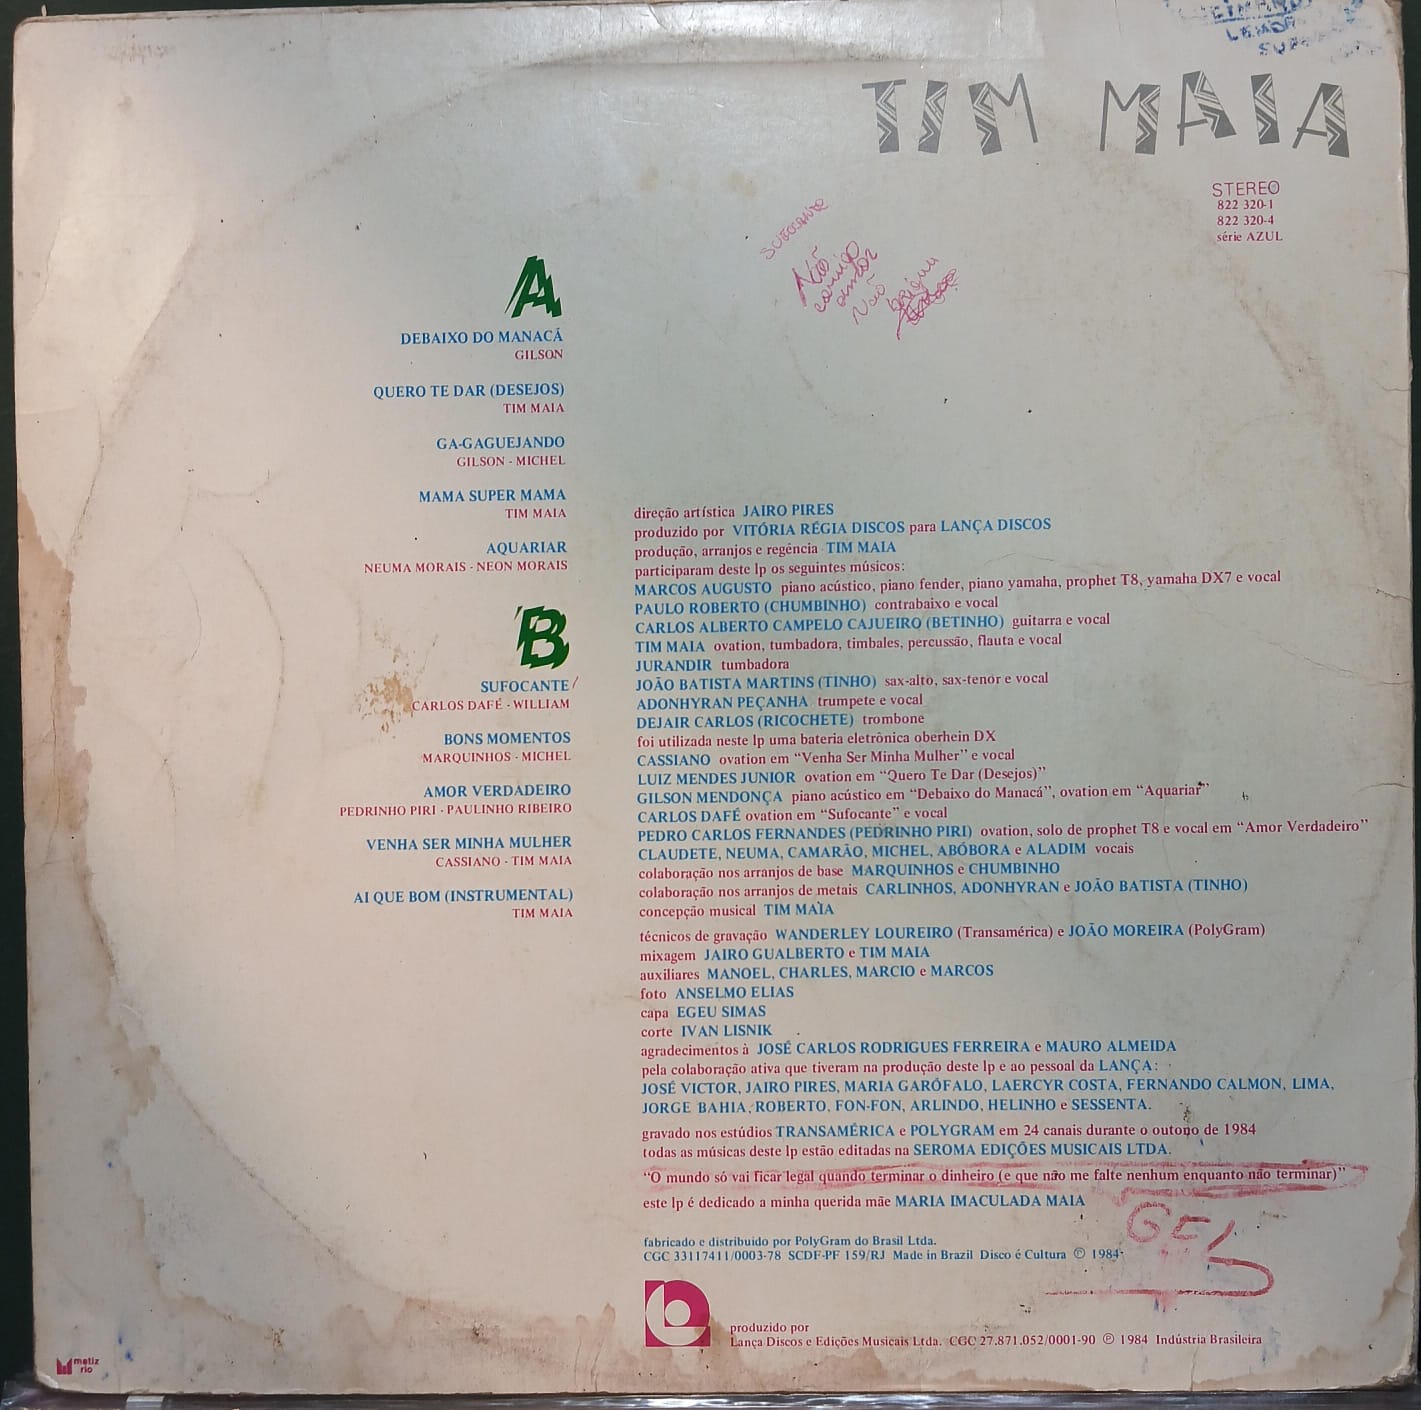 TIM MAIA
STEREO
822 320-1
822 320-4
série AZUL
SUFOCANTE
Não
comigo
amor
Não
A
DEBAIXO DO MANACÁ
GILSON
QUERO TE DAR (DESEJOS)
TIM MAIA
GA-GAGUEJANDO
GILSON - MICHEL
MAMA SUPER MAMA
TIM MAIA
AQUARIAR
NEUMA MORAIS - NEON MORAIS
B
SUFOCANTE
CARLOS DAFÉ - WILLIAM
BONS MOMENTOS
MARQUINHOS - MICHEL
AMOR VERDADEIRO
PEDRINHO PIRI - PAULINHO RIBEIRO
VENHA SER MINHA MULHER
CASSIANO - TIM MAIA
AI QUE BOM (INSTRUMENTAL)
TIM MAIA
direção artística JAIRO PIRES
produzido por VITÓRIA RÉGIA DISCOS para LANÇA DISCOS
produção, arranjos e regência TIM MAIA
participaram deste lp os seguintes músicos:
MARCOS AUGUSTO piano acústico, piano fender, piano yamaha, prophet T8, yamaha DX7 e vocal
PAULO ROBERTO (CHUMBINHO) contrabaixo e vocal
CARLOS ALBERTO CAMPELO CAJUEIRO (BETINHO) guitarra e vocal
TIM MAIA ovation, tumbadora, timbales, percussão, flauta e vocal
JURANDIR tumbadora
JOÃO BATISTA MARTINS (TINHO) sax-alto, sax-tenor e vocal
ADONHYRAN PEÇANHA trumpete e vocal
DEJAIR CARLOS (RICOCHETE) trombone
foi utilizada neste lp uma bateria eletrônica oberhein DX
CASSIANO ovation em “Venha Ser Minha Mulher” e vocal
LUIZ MENDES JUNIOR ovation em “Quero Te Dar (Desejos)”
GILSON MENDONÇA piano acústico em “Debaixo do Manacá”, ovation em “Aquariar”
CARLOS DAFÉ ovation em “Sufocante” e vocal
PEDRO CARLOS FERNANDES (PEDRINHO PIRI) ovation, solo de prophet T8 e vocal em “Amor Verdadeiro”
CLAUDETE, NEUMA, CAMARÃO, MICHEL, ABÓBORA e ALADIM vocais
colaboração nos arranjos de base MARQUINHOS e CHUMBINHO
colaboração nos arranjos de metais CARLINHOS, ADONHYRAN e JOÃO BATISTA (TINHO)
concepção musical TIM MAIA
técnicos de gravação WANDERLEY LOUREIRO (Transamérica) e JOÃO MOREIRA (PolyGram)
mixagem JAIRO GUALBERTO e TIM MAIA
auxiliares MANOEL, CHARLES, MARCIO e MARCOS
foto ANSELMO ELIAS
capa EGEU SIMAS
corte IVAN LISNIK
agradecimentos à JOSÉ CARLOS RODRIGUES FERREIRA e MAURO ALMEIDA
pela colaboração ativa que tiveram na produção deste lp e ao pessoal da LANÇA:
JOSÉ VICTOR, JAIRO PIRES, MARIA GARÓFALO, LAERCYR COSTA, FERNANDO CALMON, LIMA,
JORGE BAHIA, ROBERTO, FON-FON, ARLINDO, HELINHO e SESSENTA.
gravado nos estúdios TRANSAMÉRICA e POLYGRAM em 24 canais durante o outono de 1984
todas as músicas deste lp estão editadas na SEROMA EDIÇÕES MUSICAIS LTDA.
“O mundo só vai ficar legal quando terminar o dinheiro (e que não me falte nenhum enquanto não terminar)”
este lp é dedicado a minha querida mãe MARIA IMACULADA MAIA
GEL
fabricado e distribuido por PolyGram do Brasil Ltda.
CGC 33117411/0003-78 SCDF-PF 159/RJ Made in Brazil Disco é Cultura Ⓟ 1984
produzido por
Lança Discos e Edições Musicais Ltda. CGC 27.871.052/0001-90 Ⓟ 1984 Indústria Brasileira
metiz
rio